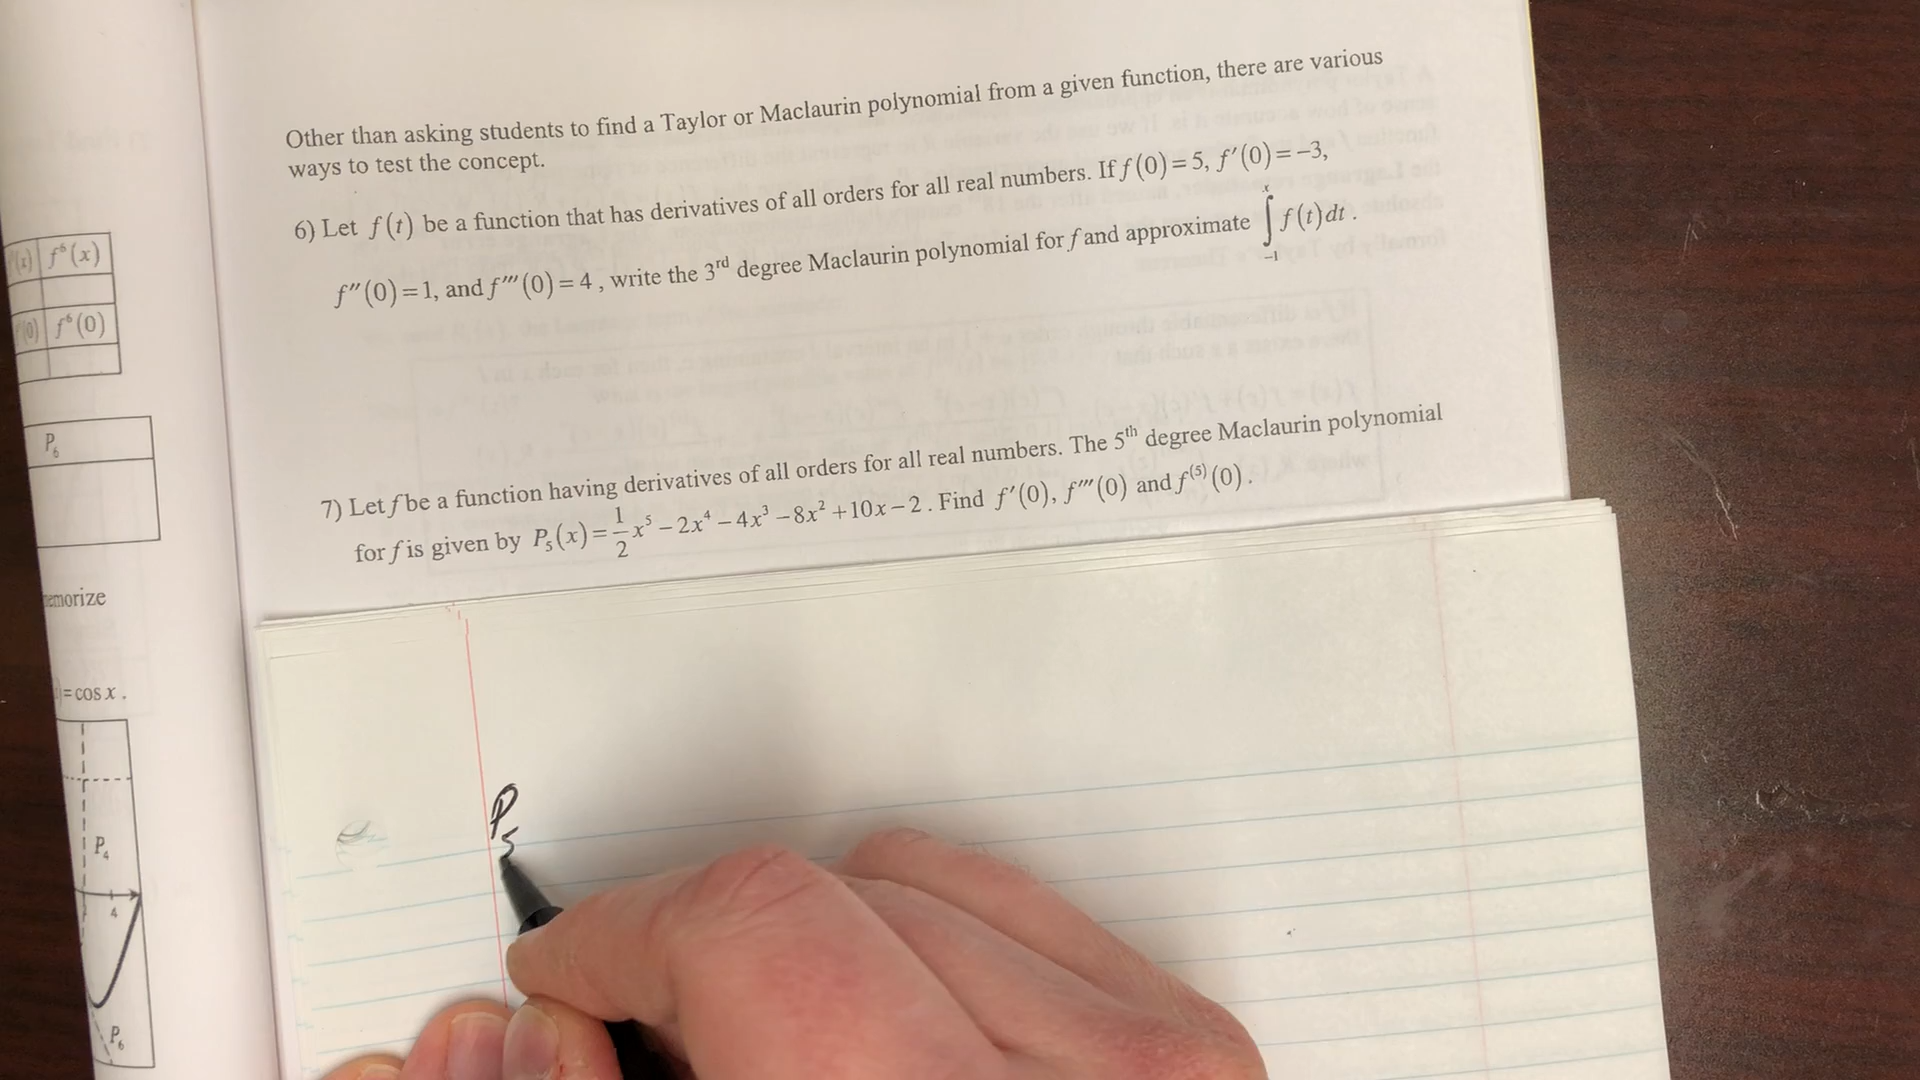 Other than asking students to find a Taylor or Maclaurin polynomial from a given function, there are various
ways to test the concept.
6) Let f(t) be a function that has derivatives of all orders for all real numbers. If f(0)=5, f′(0)=−3,
f″(0)=1, and f‴(0)=4, write the 3rd degree Maclaurin polynomial for f and approximate ∫_{-1}^{x} f(t)dt.
7) Let f be a function having derivatives of all orders for all real numbers. The 5th degree Maclaurin polynomial
for f is given by P₅(x)=1/2 x⁵−2x⁴−4x³−8x²+10x−2. Find f′(0), f‴(0) and f⁽⁵⁾(0).
P₅
f⁶(x)
f⁶(0)
P₆
=cos x.
P₄
4
P₆